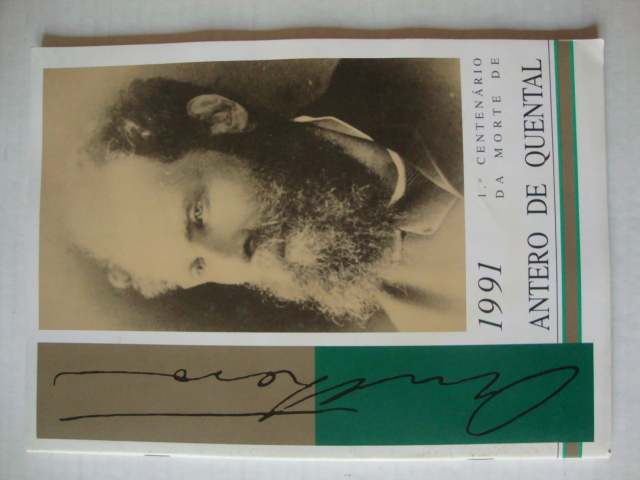 1991
1.º CENTENÁRIO
DA MORTE DE
ANTERO DE QUENTAL
Anthero